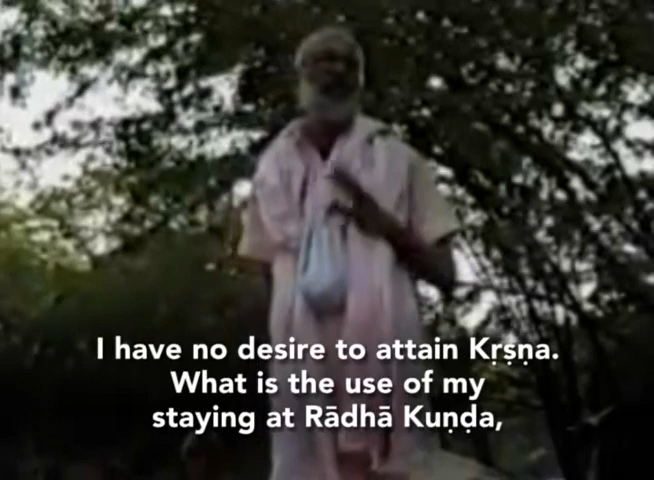 I have no desire to attain Kṛṣṇa.
What is the use of my
staying at Rādhā Kuṇḍa,